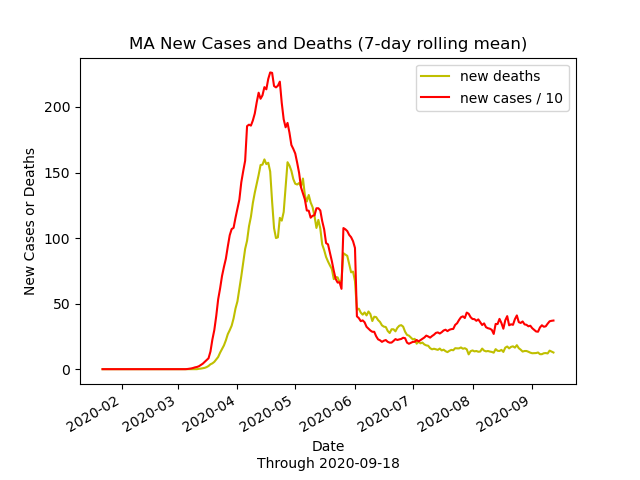 MA New Cases and Deaths (7-day rolling mean)
new deaths
new cases / 10
200
150
100
50
0
New Cases or Deaths
2020-02
2020-03
2020-04
2020-05
2020-06
2020-07
2020-08
2020-09
Date
Through 2020-09-18